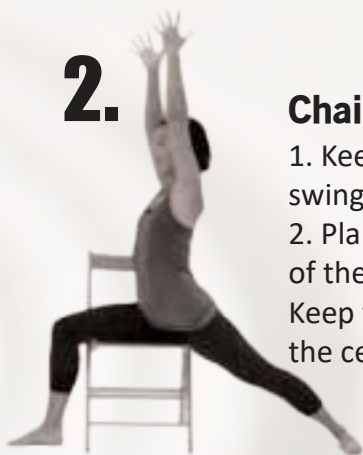 2.
Chai
1. Kee
swing
2. Pla
of the
Keep
the ce